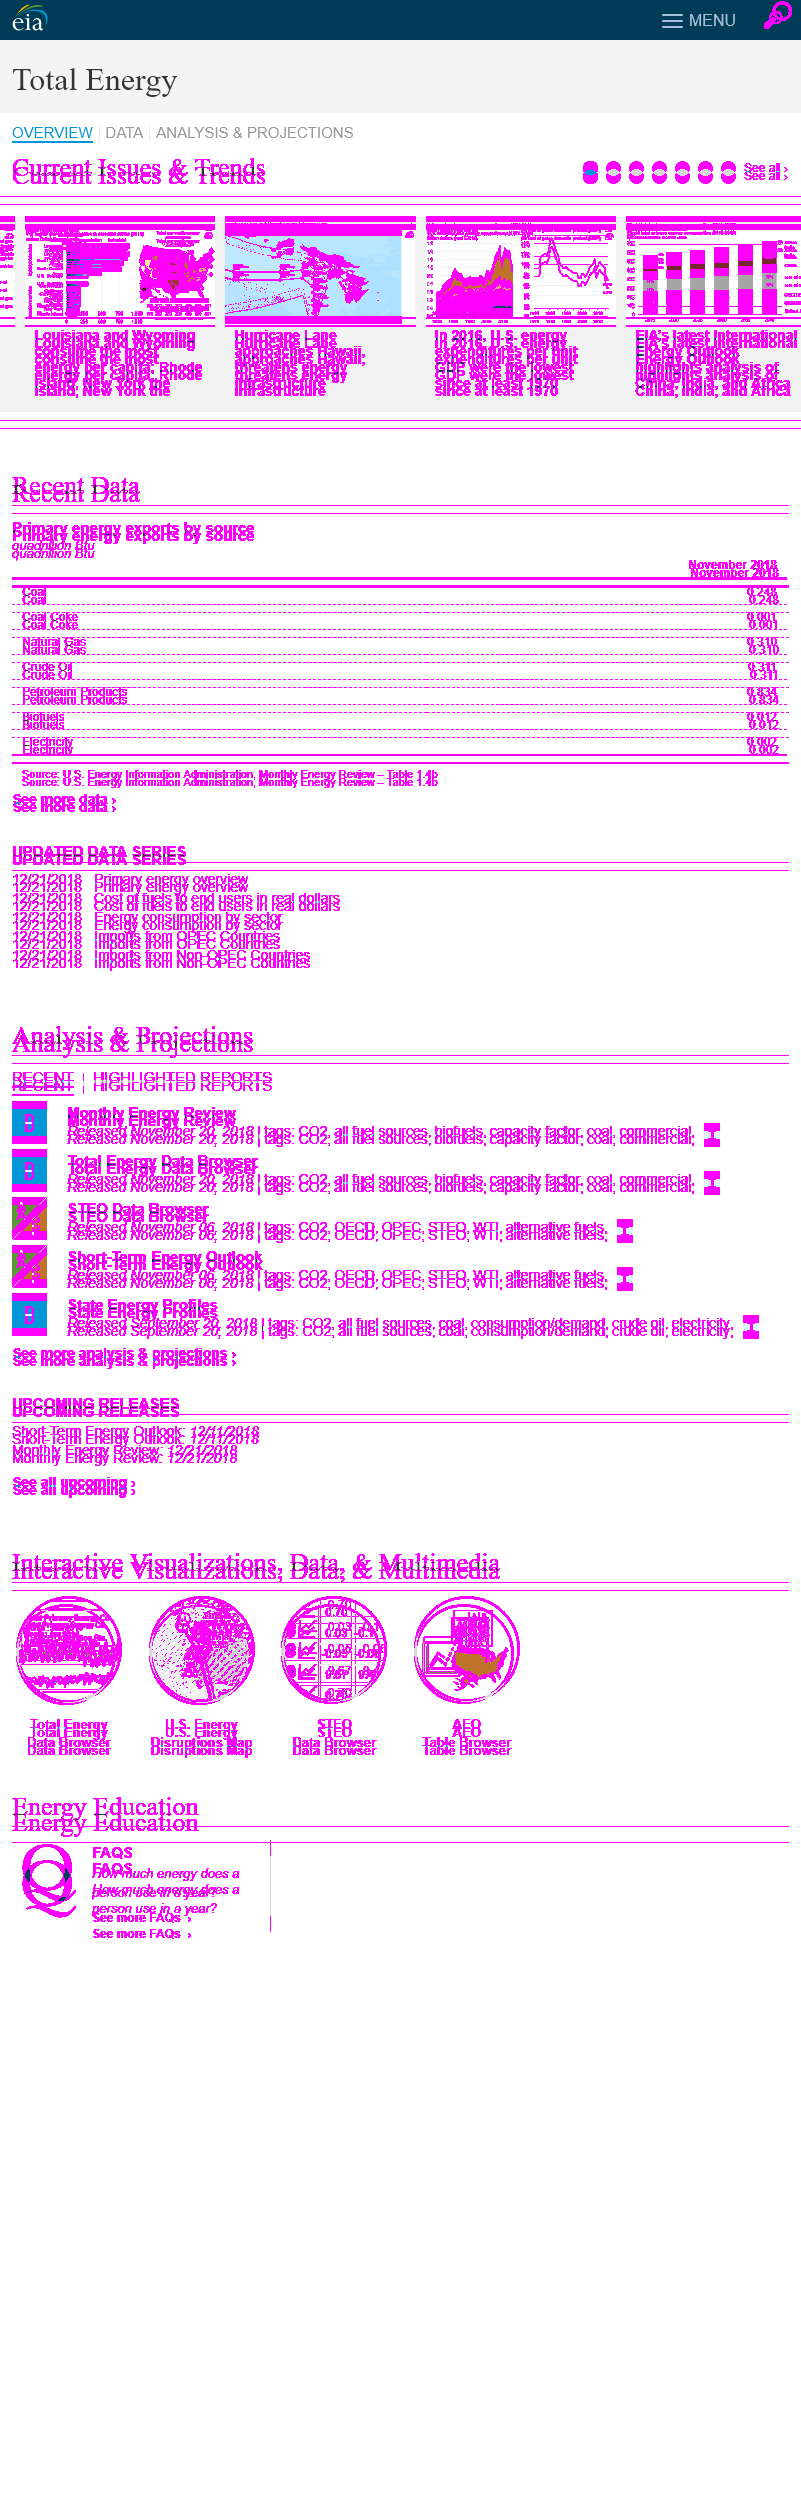 eia
MENU
Total Energy
OVERVIEW DATA ANALYSIS & PROJECTIONS
Current Issues & Trends
See all ›
Louisiana and Wyoming
consume the most
energy per capita; Rhode
Island, New York the
Hurricane Lane
approaches Hawaii,
threatens energy
infrastructure
In 2016, U.S. energy
expenditures per unit
GDP were the lowest
since at least 1970
EIA's latest International
Energy Outlook
highlights analysis of
China, India, and Africa
Recent Data
Primary energy exports by source
quadrillion Btu
November 2018
Coal 0.248
Coal Coke 0.001
Natural Gas 0.310
Crude Oil 0.311
Petroleum Products 0.834
Biofuels 0.012
Electricity 0.002
Source: U.S. Energy Information Administration, Monthly Energy Review – Table 1.4b
See more data ›
UPDATED DATA SERIES
12/21/2018 Primary energy overview
12/21/2018 Cost of fuels to end users in real dollars
12/21/2018 Energy consumption by sector
12/21/2018 Imports from OPEC Countries
12/21/2018 Imports from Non-OPEC Countries
Analysis & Projections
RECENT | HIGHLIGHTED REPORTS
Monthly Energy Review
Released November 20, 2018 | tags: CO2, all fuel sources, biofuels, capacity factor, coal, commercial,
Total Energy Data Browser
Released November 20, 2018 | tags: CO2, all fuel sources, biofuels, capacity factor, coal, commercial,
STEO Data Browser
Released November 06, 2018 | tags: CO2, OECD, OPEC, STEO, WTI, alternative fuels,
Short-Term Energy Outlook
Released November 06, 2018 | tags: CO2, OECD, OPEC, STEO, WTI, alternative fuels,
State Energy Profiles
Released September 20, 2018 | tags: CO2, all fuel sources, coal, consumption/demand, crude oil, electricity,
See more analysis & projections ›
UPCOMING RELEASES
Short-Term Energy Outlook: 12/11/2018
Monthly Energy Review: 12/21/2018
See all upcoming ›
Interactive Visualizations, Data, & Multimedia
Total Energy
Data Browser
U.S. Energy
Disruptions Map
STEO
Data Browser
AEO
Table Browser
Energy Education
Q
FAQS
How much energy does a
person use in a year?
See more FAQs ›